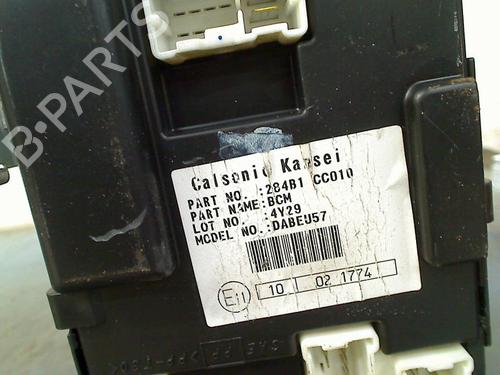 B-PARTS
Calsonic Kansei
PART NO. :284B1 CC010
PART NAME:BCM
LOT NO. :4Y29
MODEL NO.:DABEU57
E11 10 02 1774